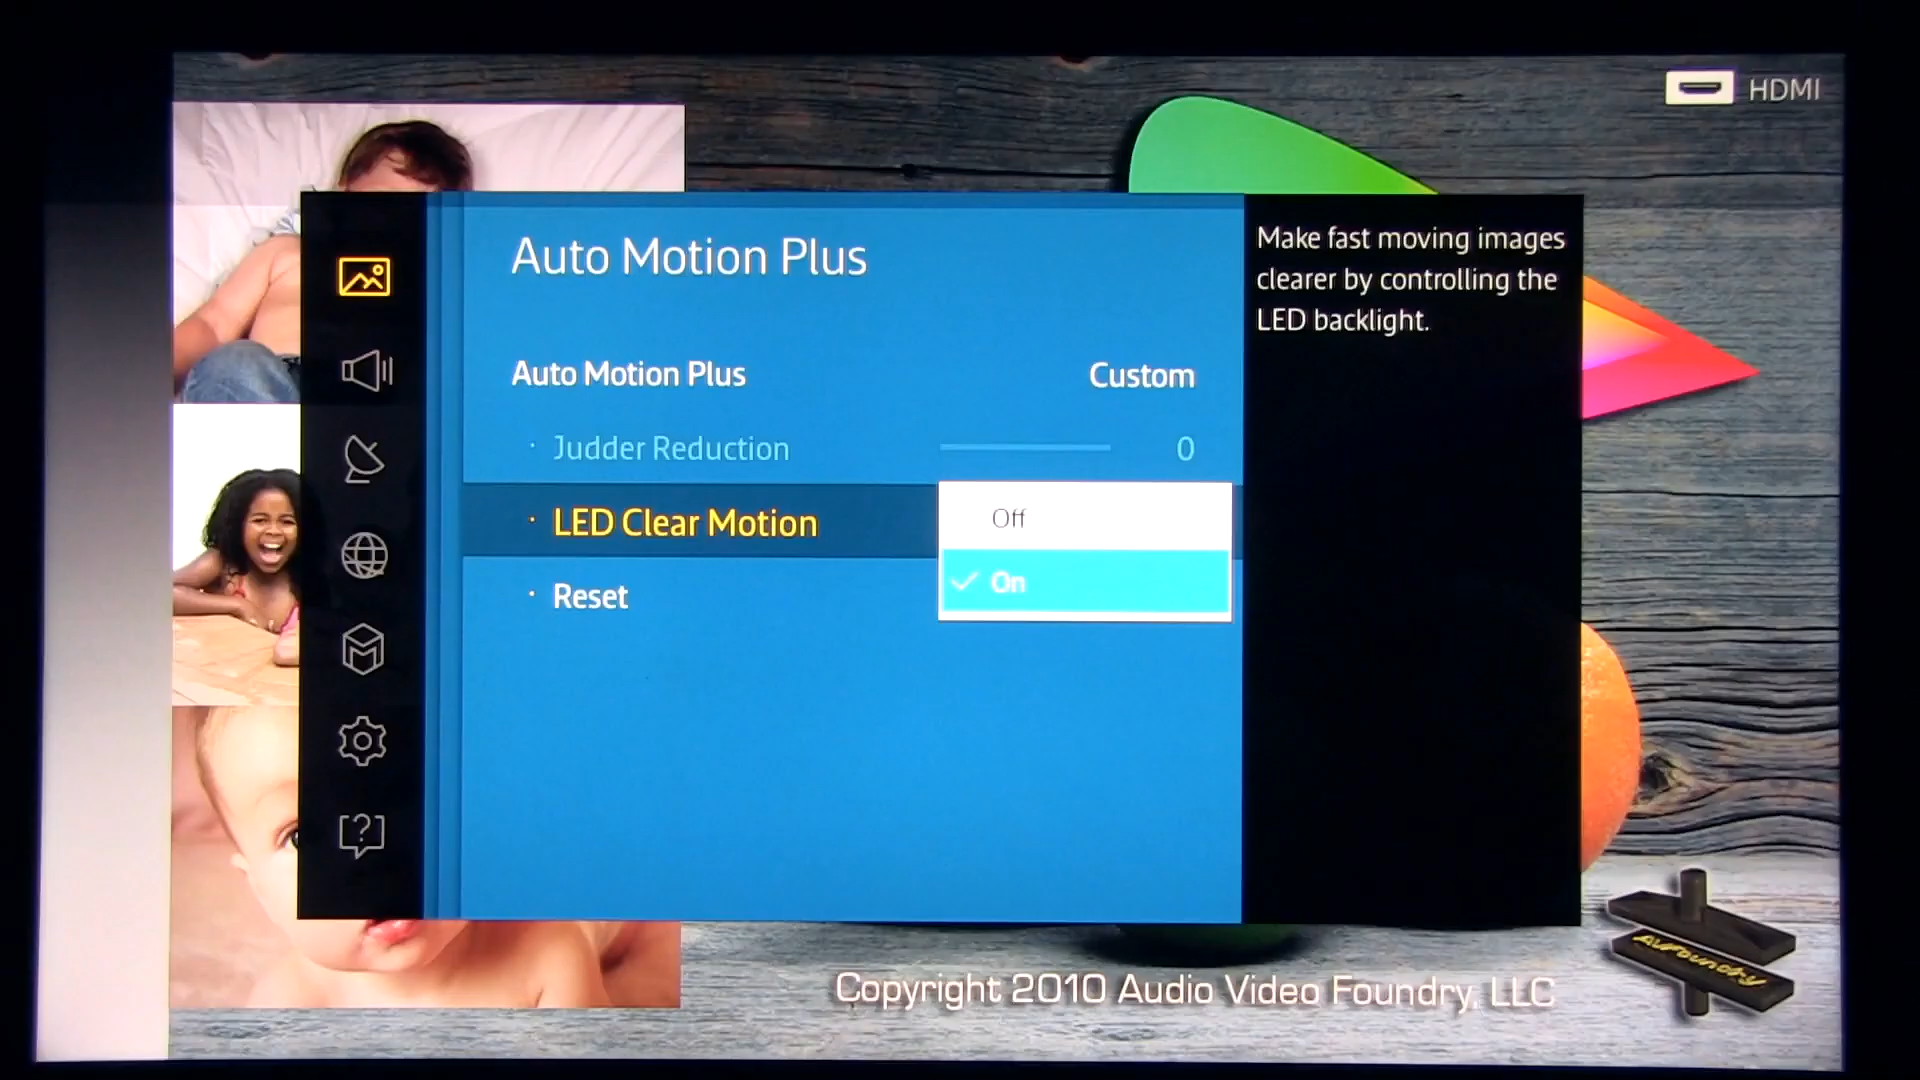 HDMI
Auto Motion Plus
Make fast moving images
clearer by controlling the
LED backlight.
Auto Motion Plus Custom
· Judder Reduction 0
· LED Clear Motion
Off
On
· Reset
Copyright 2010 Audio Video Foundry, LLC
AVFoundry